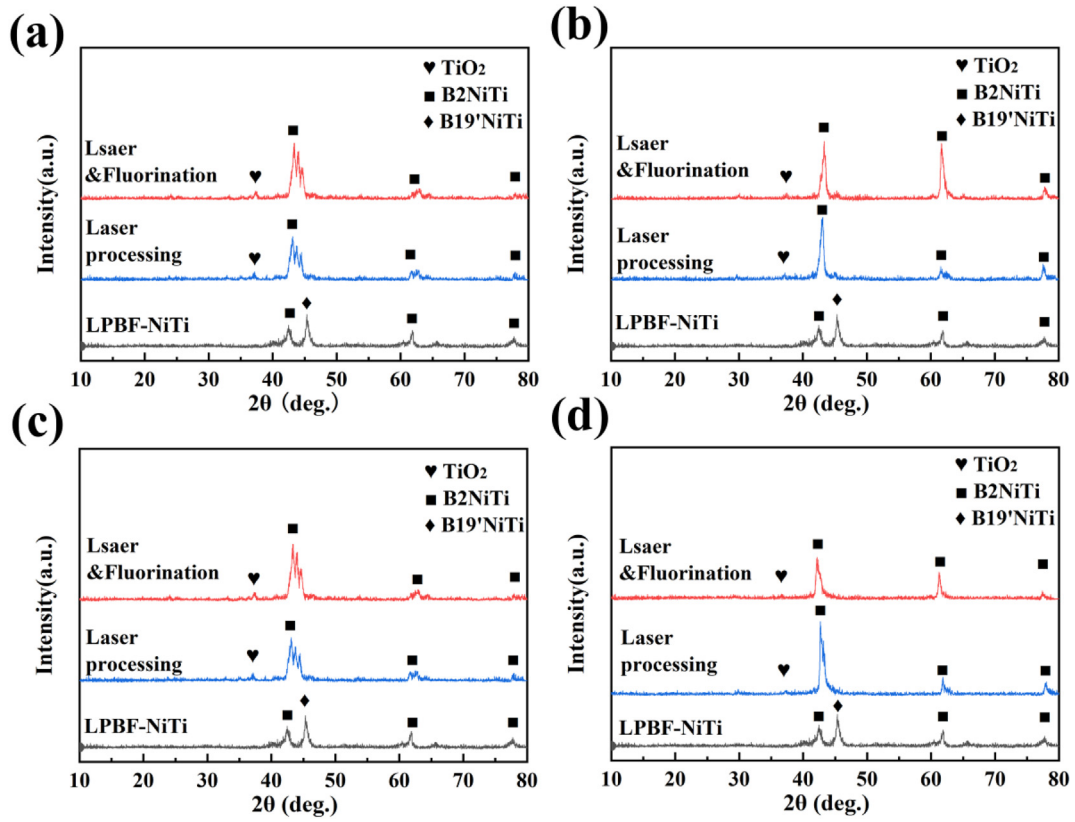 (a)
♥ TiO2
■ B2NiTi
♦ B19'NiTi
Lsaer
&Fluorination
Laser
processing
LPBF-NiTi
Intensity(a.u.)
10 20 30 40 50 60 70 80
2θ (deg.)
(b)
♥ TiO2
■ B2NiTi
♦ B19'NiTi
Lsaer
&Fluorination
Laser
processing
LPBF-NiTi
Intensity(a.u.)
10 20 30 40 50 60 70 80
2θ (deg.)
(c)
♥ TiO2
■ B2NiTi
♦ B19'NiTi
Lsaer
&Fluorination
Laser
processing
LPBF-NiTi
Intensity(a.u.)
10 20 30 40 50 60 70 80
2θ (deg.)
(d)
♥ TiO2
■ B2NiTi
♦ B19'NiTi
Lsaer
&Fluorination
Laser
processing
LPBF-NiTi
Intensity(a.u.)
10 20 30 40 50 60 70 80
2θ (deg.)